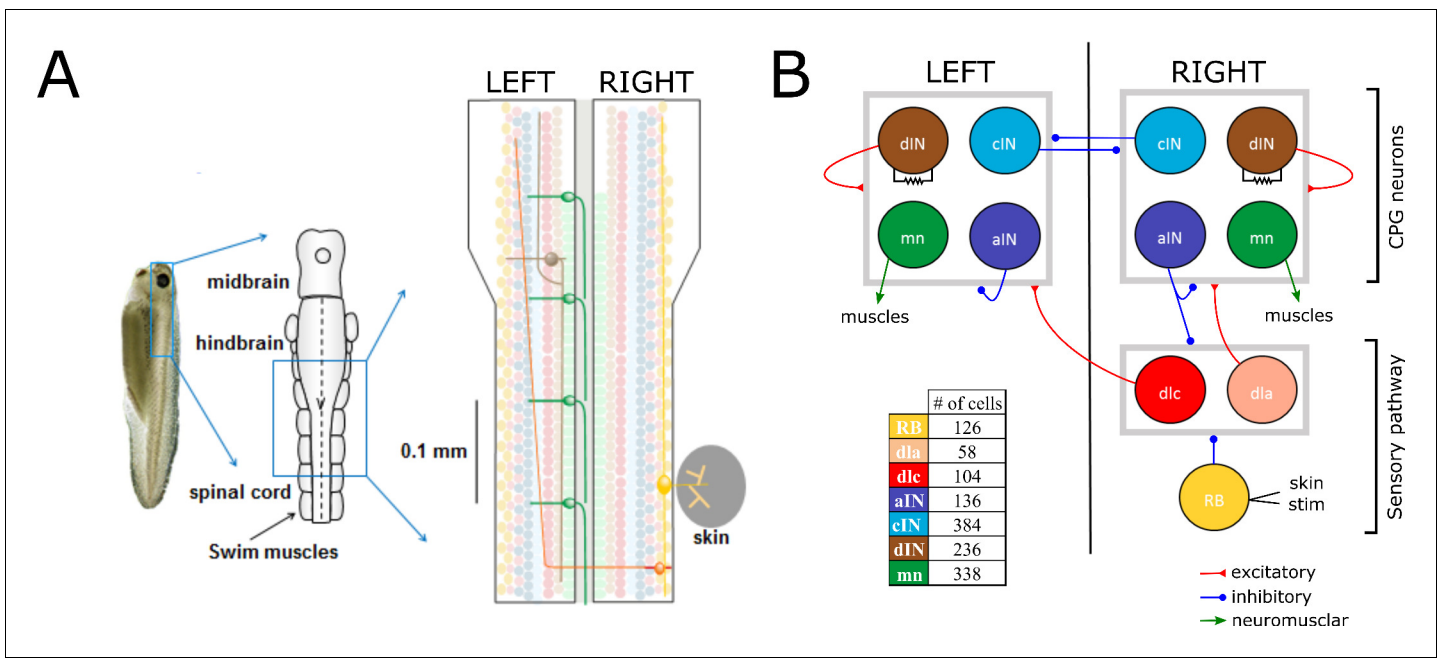 A
LEFT RIGHT
midbrain
hindbrain
0.1 mm
spinal cord
Swim muscles
skin
B
LEFT RIGHT
dIN cIN cIN dIN
mn aIN aIN mn
muscles muscles
CPG neurons
dlc dla
RB
skin
stim
Sensory pathway
# of cells
RB 126
dla 58
dlc 104
aIN 136
cIN 384
dIN 236
mn 338
excitatory
inhibitory
neuromusclar